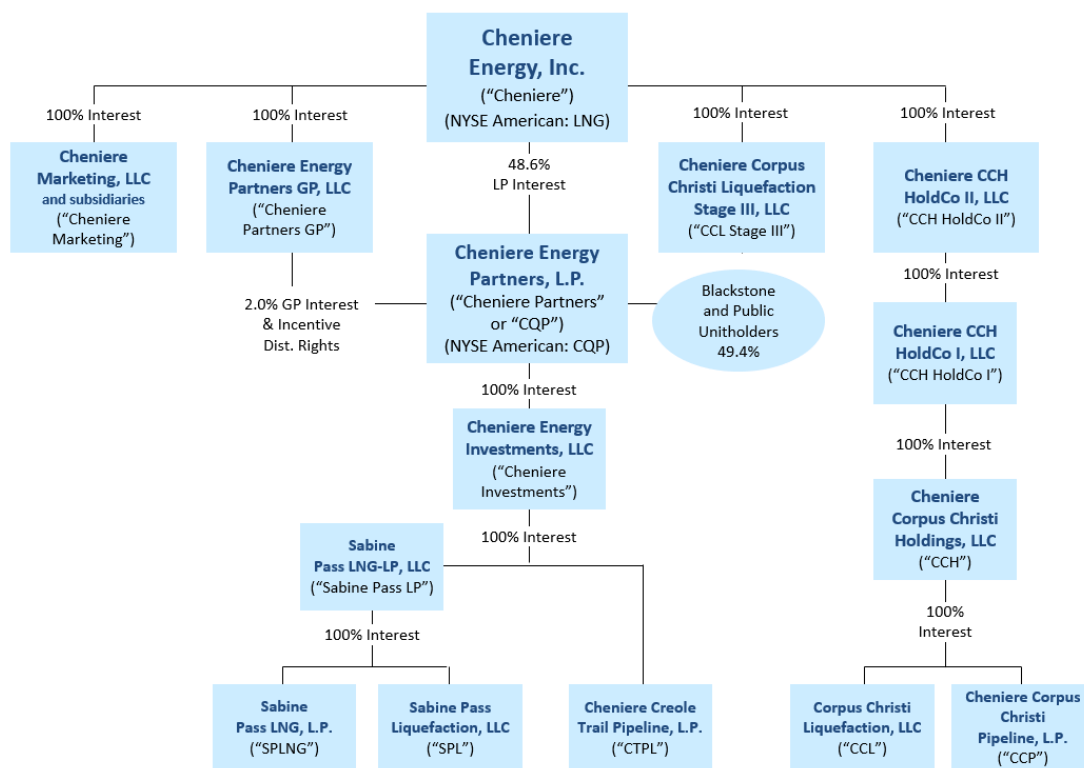 Cheniere
Energy, Inc.
(“Cheniere”)
(NYSE American: LNG)
100% Interest
100% Interest
100% Interest
100% Interest
Cheniere
Marketing, LLC
and subsidiaries
(“Cheniere
Marketing”)
Cheniere Energy
Partners GP, LLC
(“Cheniere
Partners GP”)
48.6%
LP Interest
Cheniere Corpus
Christi Liquefaction
Stage III, LLC
(“CCL Stage III”)
Cheniere CCH
HoldCo II, LLC
(“CCH HoldCo II”)
2.0% GP Interest
& Incentive
Dist. Rights
Cheniere Energy
Partners, L.P.
(“Cheniere Partners”
or “CQP”)
(NYSE American: CQP)
Blackstone
and Public
Unitholders
49.4%
100% Interest
Cheniere CCH
HoldCo I, LLC
(“CCH HoldCo I”)
100% Interest
Cheniere Energy
Investments, LLC
(“Cheniere
Investments”)
100% Interest
Cheniere
Corpus Christi
Holdings, LLC
(“CCH”)
100% Interest
Sabine
Pass LNG-LP, LLC
(“Sabine Pass LP”)
100% Interest
100%
Interest
Sabine
Pass LNG, L.P.
(“SPLNG”)
Sabine Pass
Liquefaction, LLC
(“SPL”)
Cheniere Creole
Trail Pipeline, L.P.
(“CTPL”)
Corpus Christi
Liquefaction, LLC
(“CCL”)
Cheniere Corpus
Christi
Pipeline, L.P.
(“CCP”)